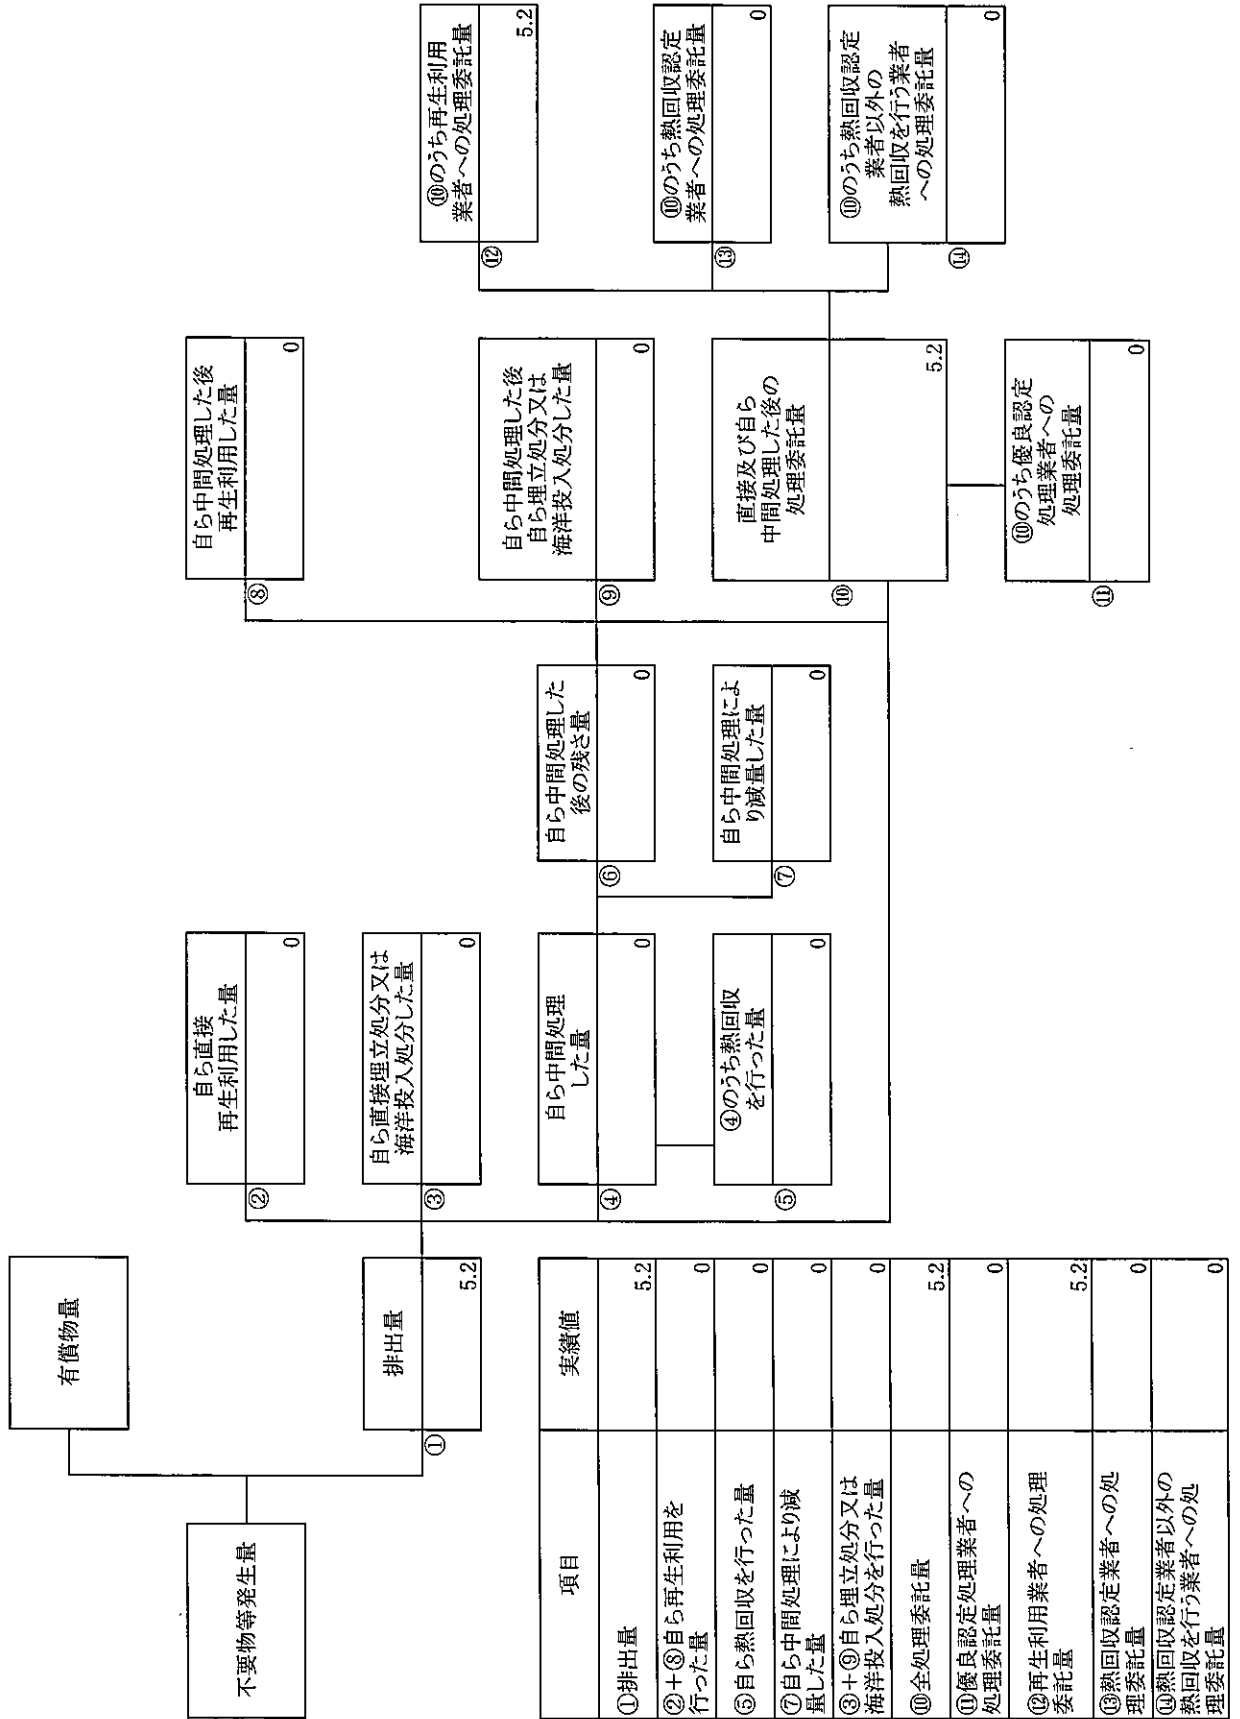 不要物等発生量
有償物量
①
排出量
5.2
②
自ら直接
再生利用した量
0
③
自ら直接埋立処分又は
海洋投入処分した量
0
④
自ら中間処理
した量
0
⑤
④のうち熱回収
を行った量
0
⑥
自ら中間処理した
後の残さ量
0
⑦
自ら中間処理によ
り減量した量
0
⑧
自ら中間処理した後
再生利用した量
0
⑨
自ら中間処理した後
自ら埋立処分又は
海洋投入処分した量
0
⑩
直接及び自ら
中間処理した後の
処理委託量
5.2
⑪
⑩のうち優良認定
処理業者への
処理委託量
0
⑫
⑩のうち再生利用
業者への処理委託量
5.2
⑬
⑩のうち熱回収認定
業者への処理委託量
0
⑭
⑩のうち熱回収認定
業者以外の
熱回収を行う業者
への処理委託量
0
項目
実績値
①排出量
5.2
②+⑧自ら再生利用を
行った量
0
⑤自ら熱回収を行った量
0
⑦自ら中間処理により減
量した量
0
③+⑨自ら埋立処分又は
海洋投入処分を行った量
0
⑩全処理委託量
5.2
⑪優良認定処理業者への
処理委託量
0
⑫再生利用業者への処理
委託量
5.2
⑬熱回収認定業者への処
理委託量
0
⑭熱回収認定業者以外の
熱回収を行う業者への処
理委託量
0